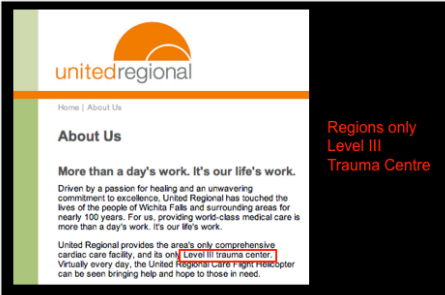 unitedregional
Home | About Us
About Us
More than a day's work. It's our life's work.
Driven by a passion for healing and an unwavering
commitment to excellence, United Regional has touched the
lives of the people of Wichita Falls and surrounding areas for
nearly 100 years. For us, providing world-class medical care is
more than a day's work. It's our life's work.
United Regional provides the area's only comprehensive
cardiac care facility, and its only Level III trauma center.
Virtually every day, the United Regional Care Flight Helicopter
can be seen bringing help and hope to those in need.
Regions only
Level III
Trauma Centre